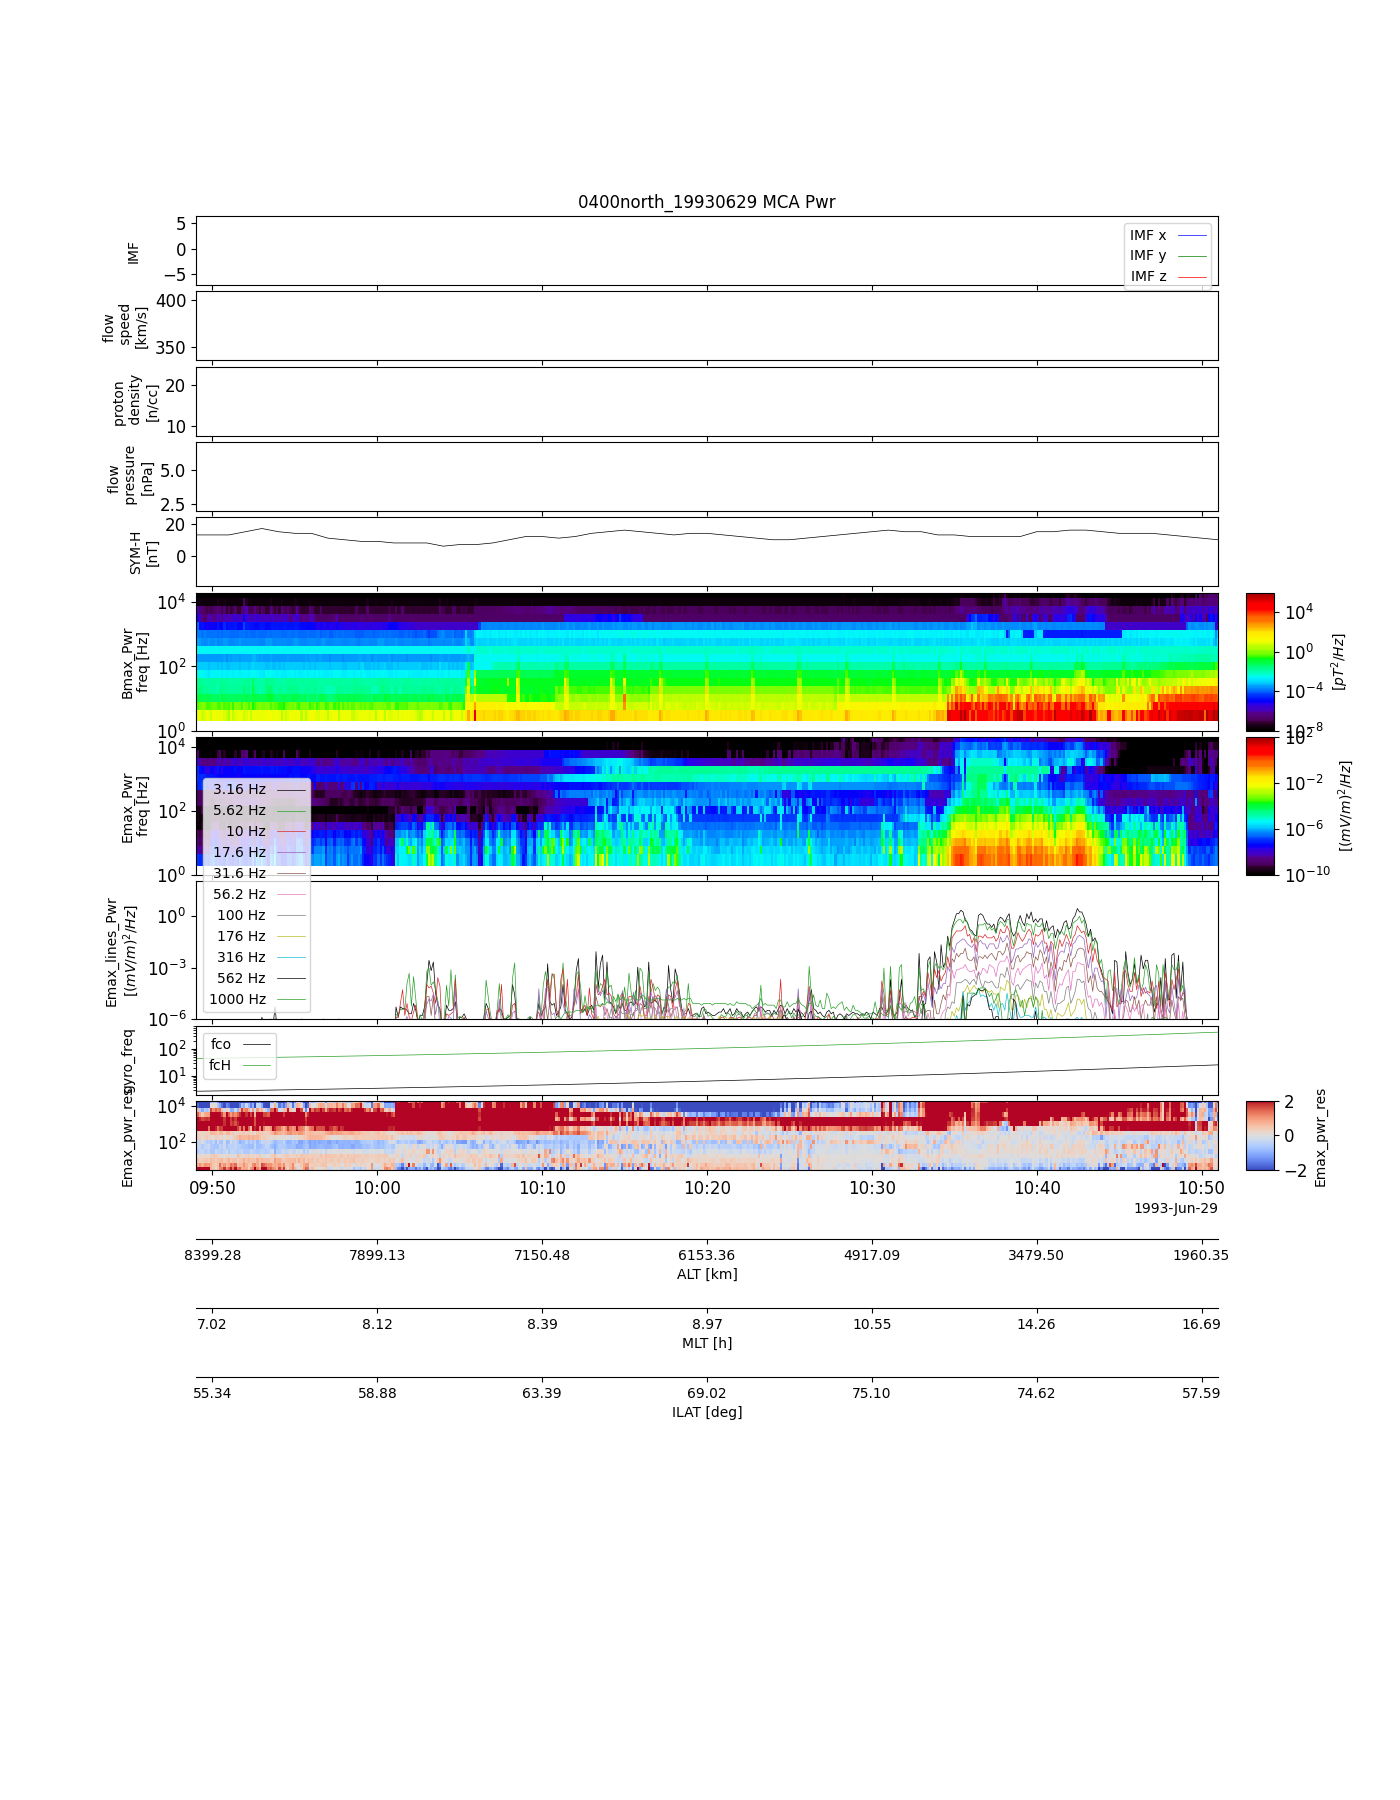 0400north_19930629 MCA Pwr
5
0
−5
IMF
IMF x
IMF y
IMF z
400
350
flow
speed
[km/s]
20
10
proton
density
[n/cc]
5.0
2.5
flow
pressure
[nPa]
20
0
SYM-H
[nT]
10^4
10^2
10^0
Bmax_Pwr
freq [Hz]
10^4
10^0
10^−4
10^−8
[pT^2/Hz]
10^4
10^2
10^0
Emax_Pwr
freq [Hz]
10^2
10^−2
10^−6
10^−10
[(mV/m)^2/Hz]
3.16 Hz
5.62 Hz
10 Hz
17.6 Hz
31.6 Hz
56.2 Hz
100 Hz
176 Hz
316 Hz
562 Hz
1000 Hz
10^0
10^−3
10^−6
Emax_lines_Pwr
[(mV/m)^2/Hz]
10^2
10^1
gyro_freq
fco
fcH
10^4
10^2
Emax_pwr_res
2
0
−2
Emax_pwr_res
09:50 10:00 10:10 10:20 10:30 10:40 10:50
1993-Jun-29
8399.28 7899.13 7150.48 6153.36 4917.09 3479.50 1960.35
ALT [km]
7.02 8.12 8.39 8.97 10.55 14.26 16.69
MLT [h]
55.34 58.88 63.39 69.02 75.10 74.62 57.59
ILAT [deg]